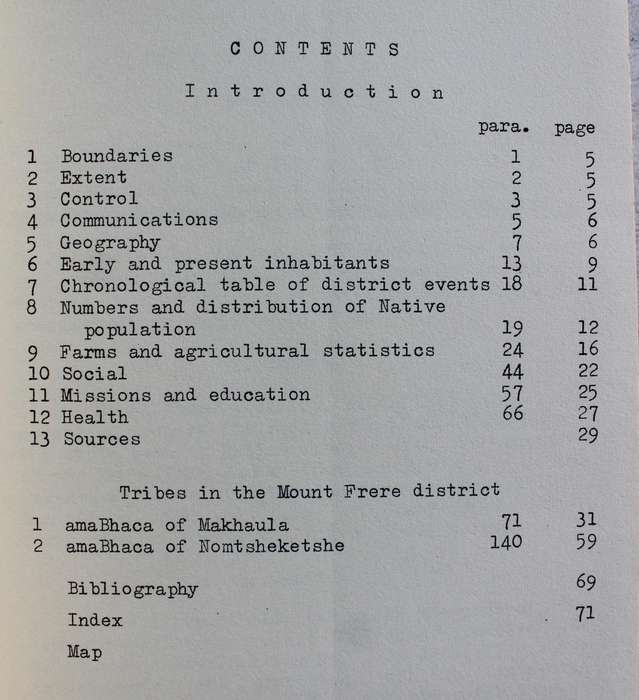 CONTENTS
Introduction
para. page
1 Boundaries 1 5
2 Extent 2 5
3 Control 3 5
4 Communications 5 6
5 Geography 7 6
6 Early and present inhabitants 13 9
7 Chronological table of district events 18 11
8 Numbers and distribution of Native
population 19 12
9 Farms and agricultural statistics 24 16
10 Social 44 22
11 Missions and education 57 25
12 Health 66 27
13 Sources 29
Tribes in the Mount Frere district
1 amaBhaca of Makhaula 71 31
2 amaBhaca of Nomtsheketshe 140 59
Bibliography 69
Index 71
Map